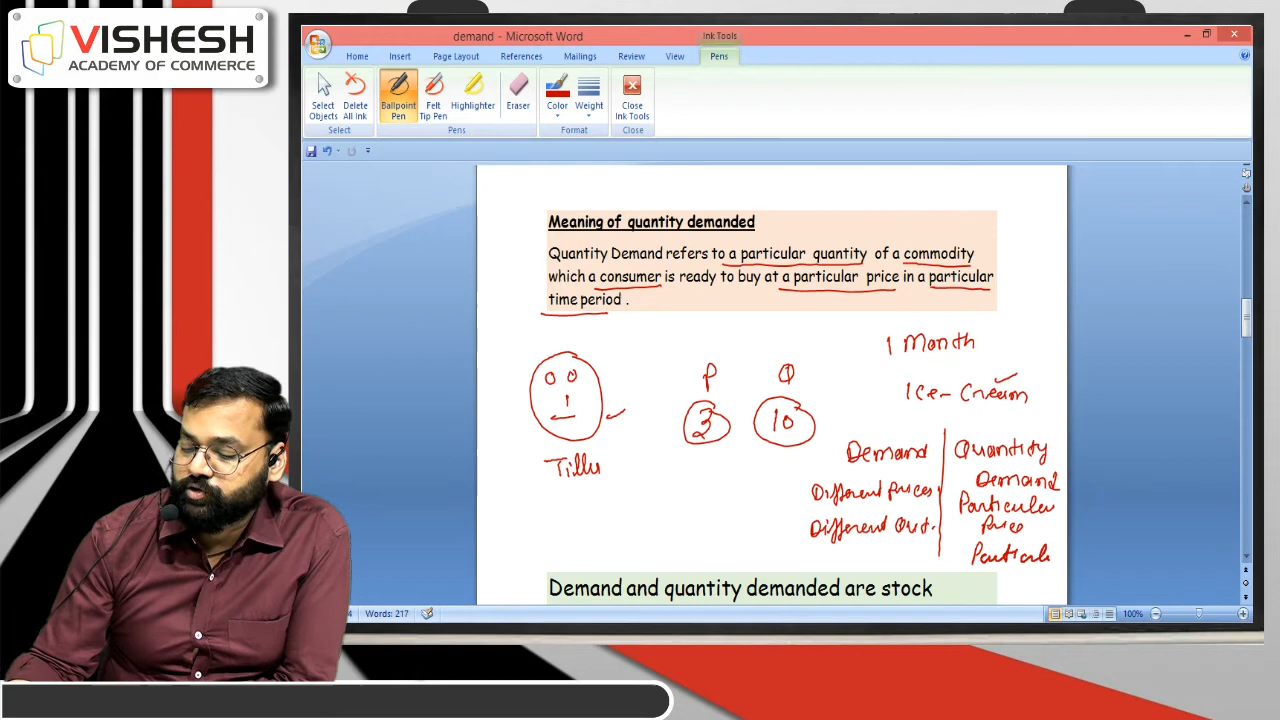 VISHESH
ACADEMY OF COMMERCE
demand - Microsoft Word
Ink Tools
Home Insert Page Layout References Mailings Review View Pens
Select Objects
Delete All Ink
Ballpoint Pen
Felt Tip Pen
Highlighter
Eraser
Color
Weight
Close Ink Tools
Select Pens Format Close
Meaning of quantity demanded
Quantity Demand refers to a particular quantity of a commodity
which a consumer is ready to buy at a particular price in a particular
time period .
1 Month
P Q
Ice-Cream
3 10
Demand Quantity
Tillu
Demand
Different prices
Particular
Different Qut.
Price
Particula
Demand and quantity demanded are stock
4 Words: 217
100%